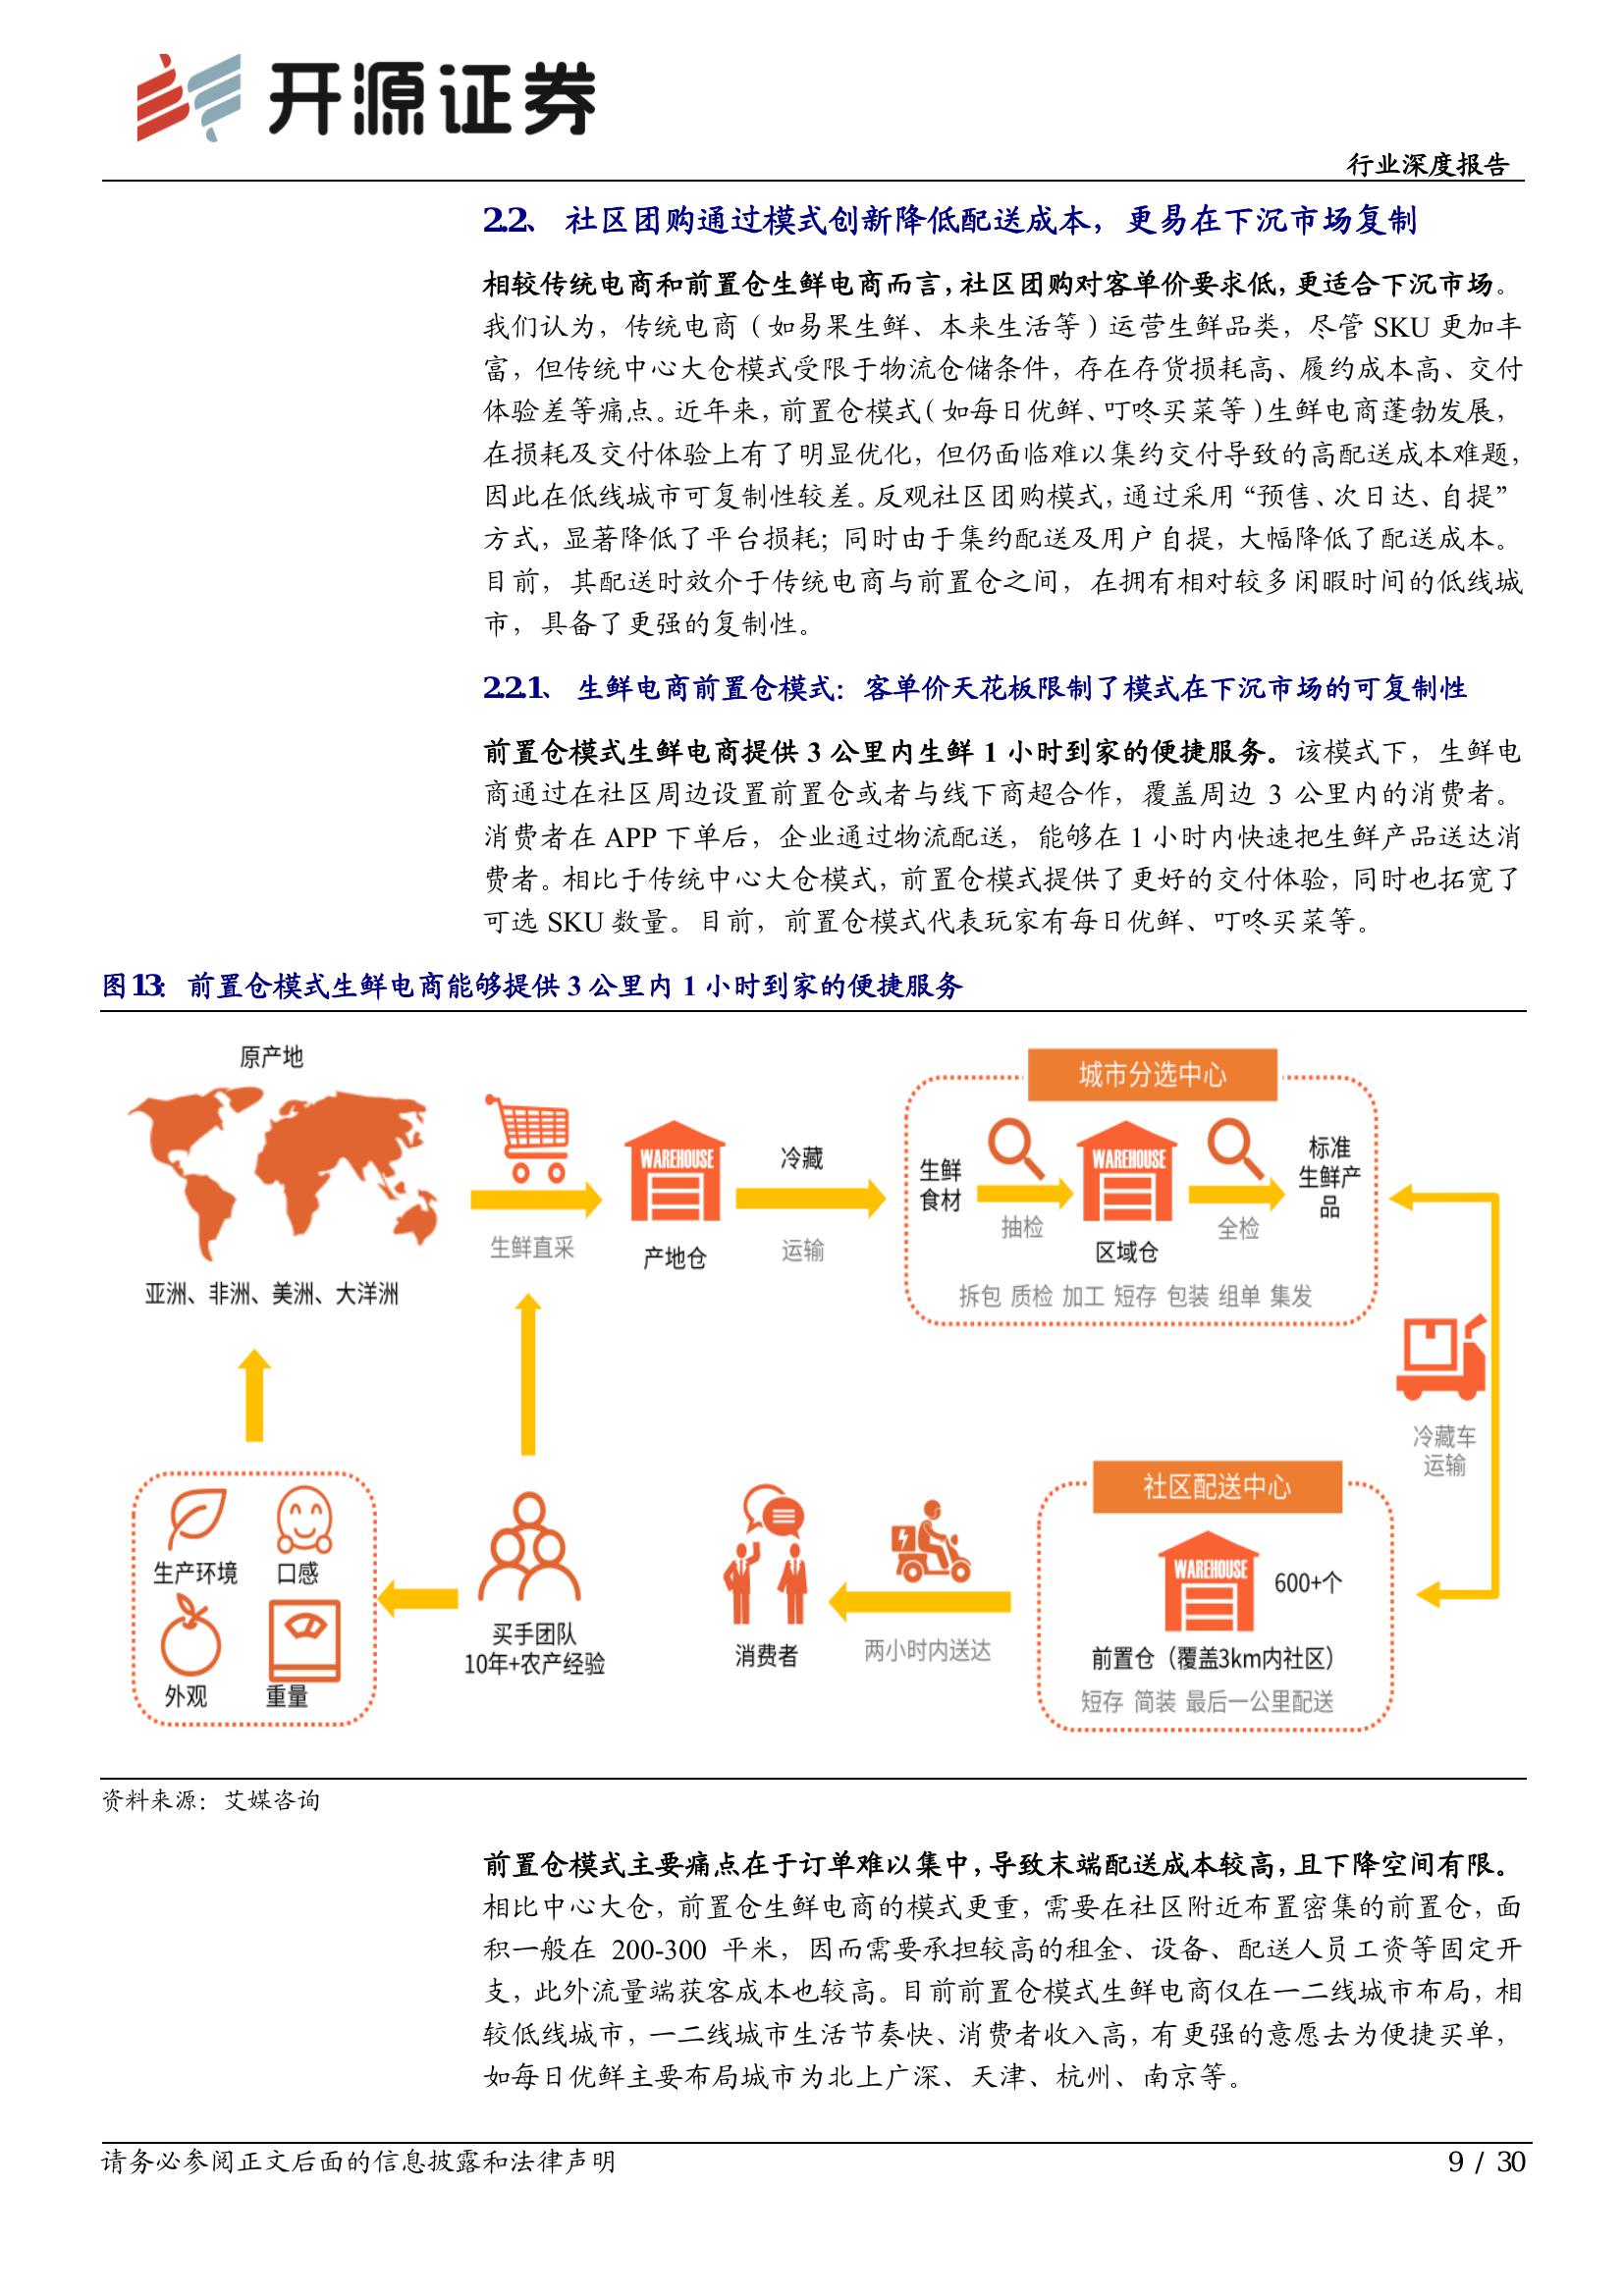 开源证券
行业深度报告
2.2、 社区团购通过模式创新降低配送成本，更易在下沉市场复制
相较传统电商和前置仓生鲜电商而言，社区团购对客单价要求低，更适合下沉市场。
我们认为，传统电商（如易果生鲜、本来生活等）运营生鲜品类，尽管 SKU 更加丰
富，但传统中心大仓模式受限于物流仓储条件，存在存货损耗高、履约成本高、交付
体验差等痛点。近年来，前置仓模式（如每日优鲜、叮咚买菜等）生鲜电商蓬勃发展，
在损耗及交付体验上有了明显优化，但仍面临难以集约交付导致的高配送成本难题，
因此在低线城市可复制性较差。反观社区团购模式，通过采用“预售、次日达、自提”
方式，显著降低了平台损耗；同时由于集约配送及用户自提，大幅降低了配送成本。
目前，其配送时效介于传统电商与前置仓之间，在拥有相对较多闲暇时间的低线城
市，具备了更强的复制性。
2.2.1、 生鲜电商前置仓模式：客单价天花板限制了模式在下沉市场的可复制性
前置仓模式生鲜电商提供 3 公里内生鲜 1 小时到家的便捷服务。该模式下，生鲜电
商通过在社区周边设置前置仓或者与线下商超合作，覆盖周边 3 公里内的消费者。
消费者在 APP 下单后，企业通过物流配送，能够在 1 小时内快速把生鲜产品送达消
费者。相比于传统中心大仓模式，前置仓模式提供了更好的交付体验，同时也拓宽了
可选 SKU 数量。目前，前置仓模式代表玩家有每日优鲜、叮咚买菜等。
图13： 前置仓模式生鲜电商能够提供 3 公里内 1 小时到家的便捷服务
原产地
亚洲、非洲、美洲、大洋洲
生鲜直采
WAREHOUSE
产地仓
冷藏
运输
城市分选中心
生鲜
食材
抽检
WAREHOUSE
区域仓
全检
标准
生鲜产
品
拆包 质检 加工 短存 包装 组单 集发
冷藏车
运输
生产环境
口感
外观
重量
买手团队
10年+农产经验
消费者
两小时内送达
社区配送中心
WAREHOUSE
600+个
前置仓（覆盖3km内社区）
短存 简装 最后一公里配送
资料来源：艾媒咨询
前置仓模式主要痛点在于订单难以集中，导致末端配送成本较高，且下降空间有限。
相比中心大仓，前置仓生鲜电商的模式更重，需要在社区附近布置密集的前置仓，面
积一般在 200-300 平米，因而需要承担较高的租金、设备、配送人员工资等固定开
支，此外流量端获客成本也较高。目前前置仓模式生鲜电商仅在一二线城市布局，相
较低线城市，一二线城市生活节奏快、消费者收入高，有更强的意愿去为便捷买单，
如每日优鲜主要布局城市为北上广深、天津、杭州、南京等。
请务必参阅正文后面的信息披露和法律声明
9 / 30